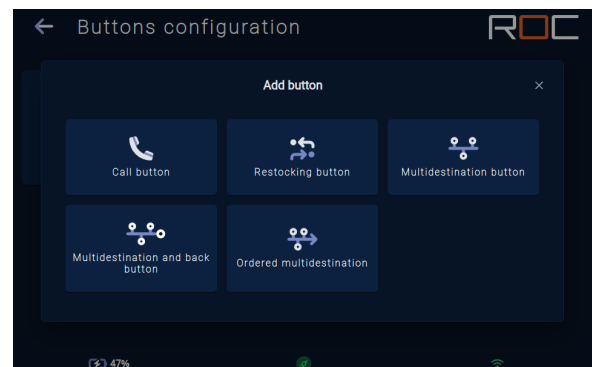 Buttons configuration
ROC
Add button
Call button
Restocking button
Multidestination button
Multidestination and back
button
Ordered multidestination
47%